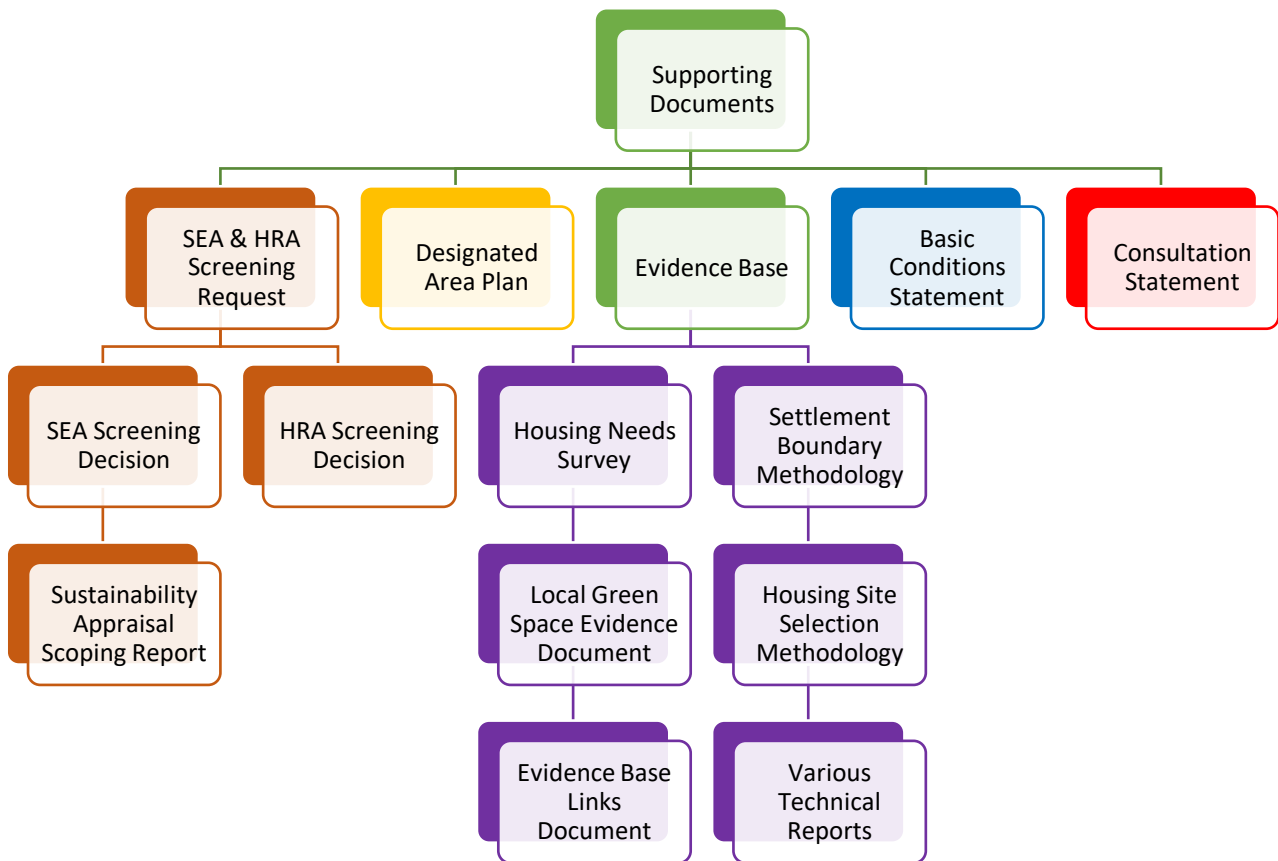 Supporting
Documents
SEA & HRA
Screening
Request
Designated
Area Plan
Evidence Base
Basic
Conditions
Statement
Consultation
Statement
SEA Screening
Decision
HRA Screening
Decision
Housing Needs
Survey
Settlement
Boundary
Methodology
Sustainability
Appraisal
Scoping Report
Local Green
Space Evidence
Document
Housing Site
Selection
Methodology
Evidence Base
Links
Document
Various
Technical
Reports